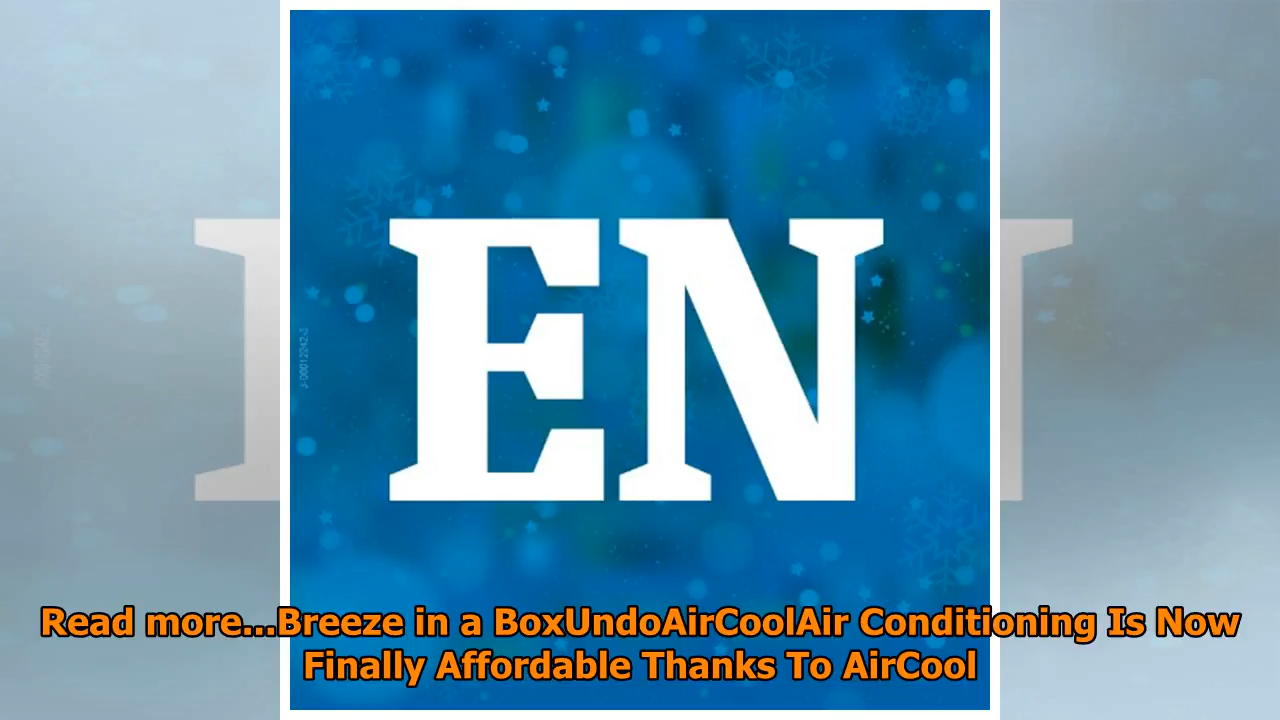 EN
Read more...Breeze in a BoxUndoAirCoolAir Conditioning Is Now
Finally Affordable Thanks To AirCool